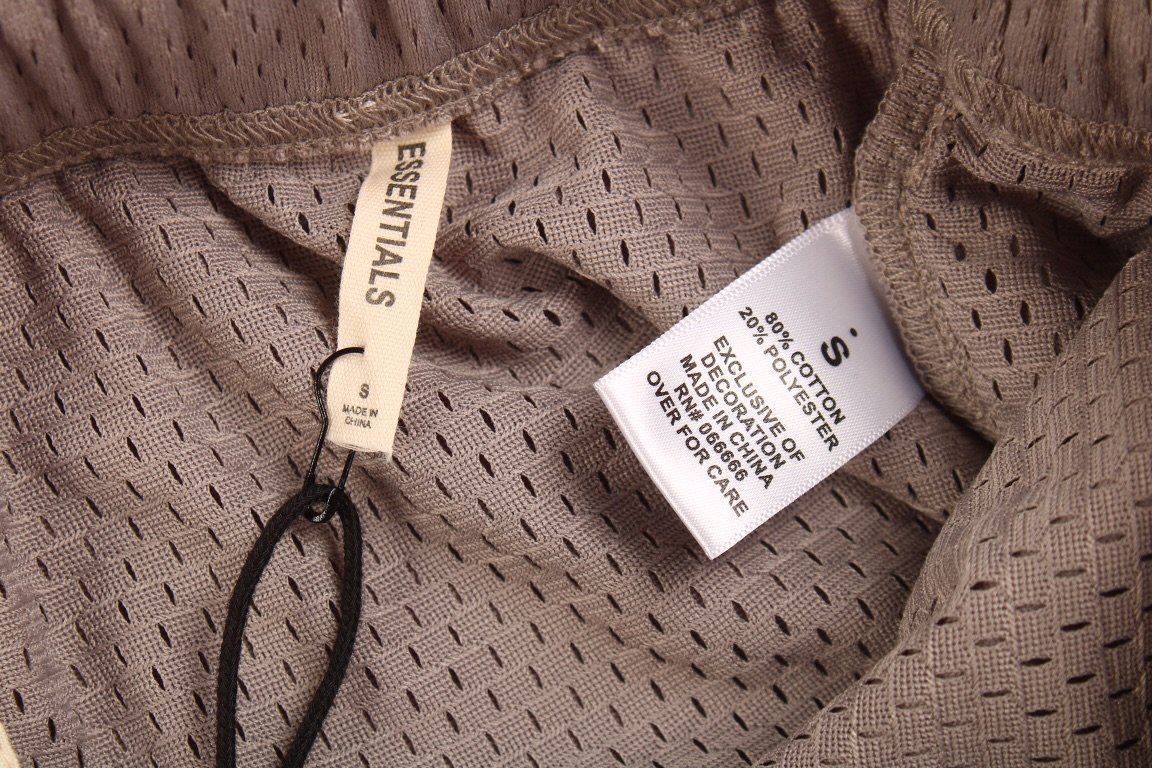 ESSENTIALS
S
MADE IN
CHINA
S
80% COTTON
20% POLYESTER
EXCLUSIVE OF
DECORATION
MADE IN CHINA
RN# 066666
OVER FOR CARE